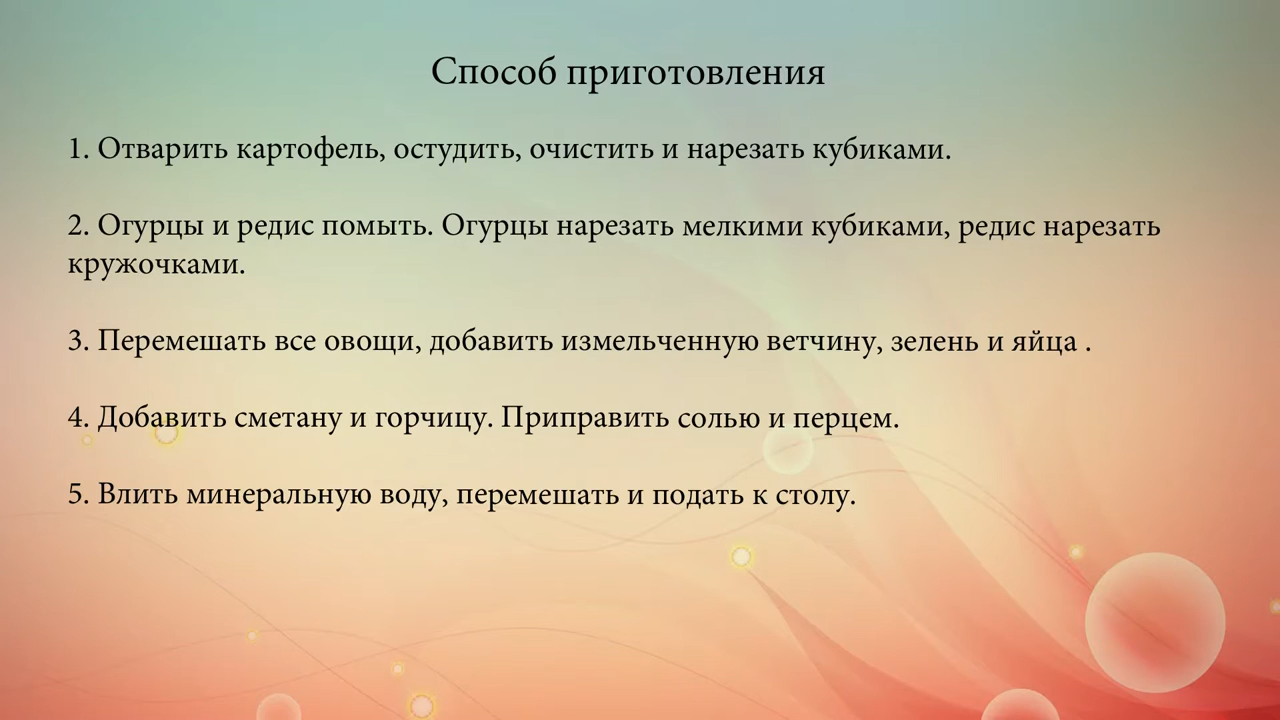 Способ приготовления
1. Отварить картофель, остудить, очистить и нарезать кубиками.
2. Огурцы и редис помыть. Огурцы нарезать мелкими кубиками, редис нарезать
кружочками.
3. Перемешать все овощи, добавить измельченную ветчину, зелень и яйца .
4. Добавить сметану и горчицу. Приправить солью и перцем.
5. Влить минеральную воду, перемешать и подать к столу.